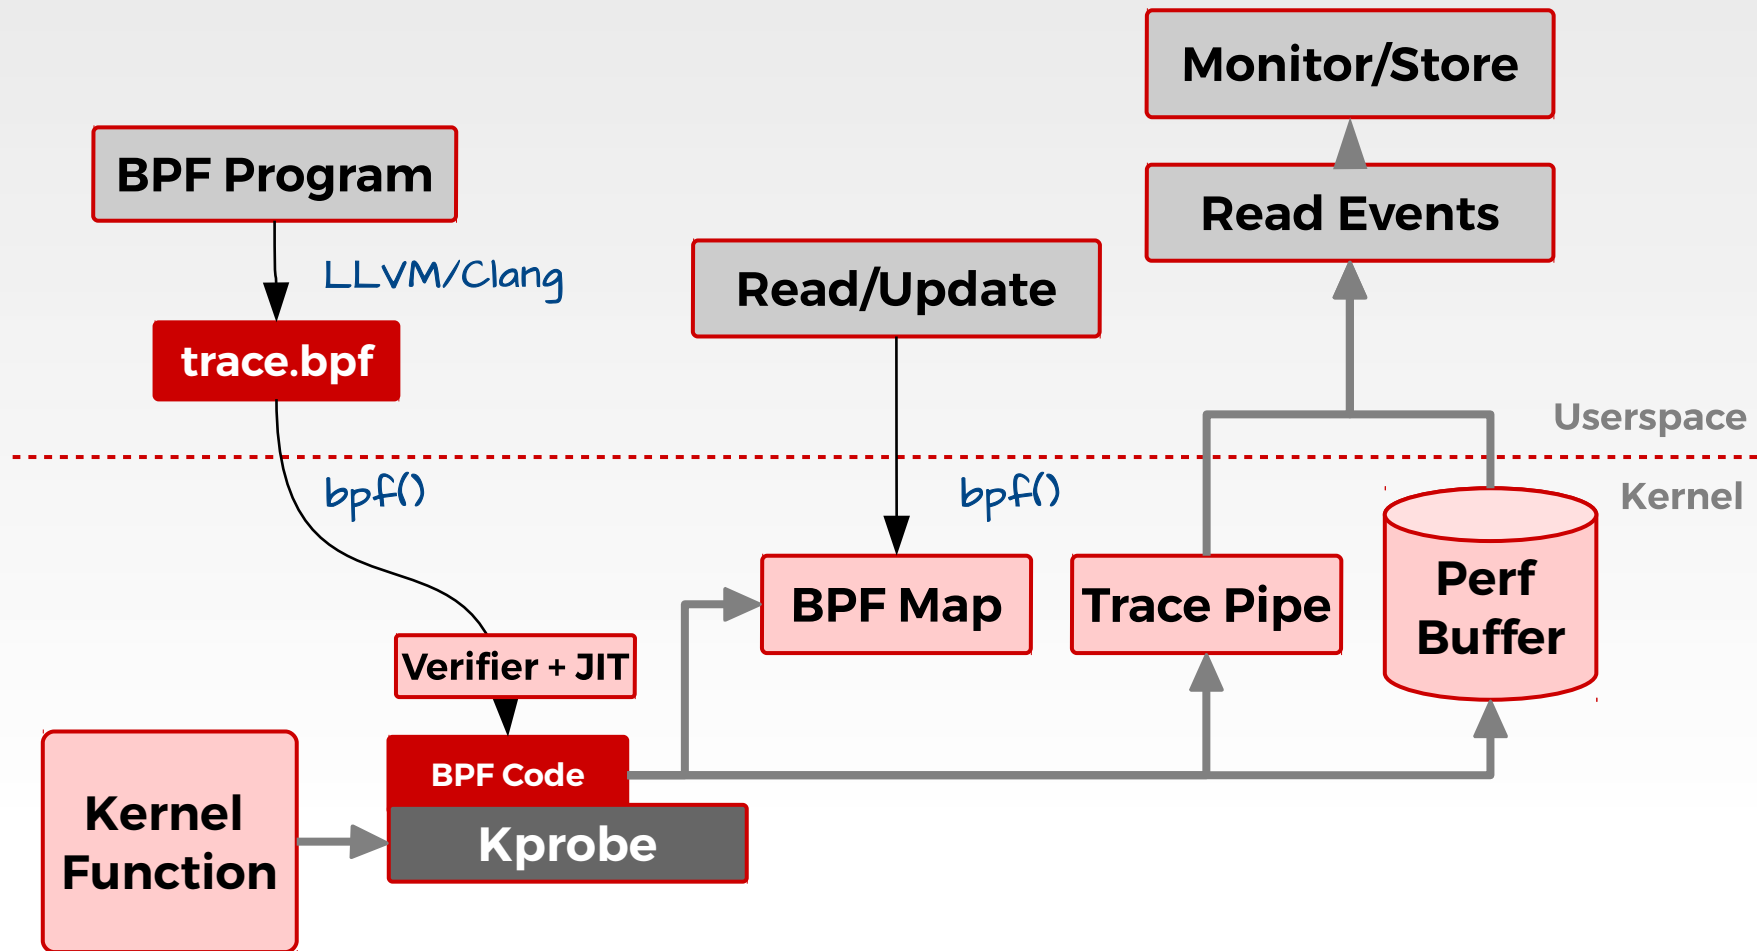 Monitor/Store
BPF Program
Read Events
LLVM/Clang
Read/Update
trace.bpf
Userspace
bpf()
bpf()
Kernel
BPF Map
Trace Pipe
Perf
Buffer
Verifier + JIT
BPF Code
Kernel
Function
Kprobe